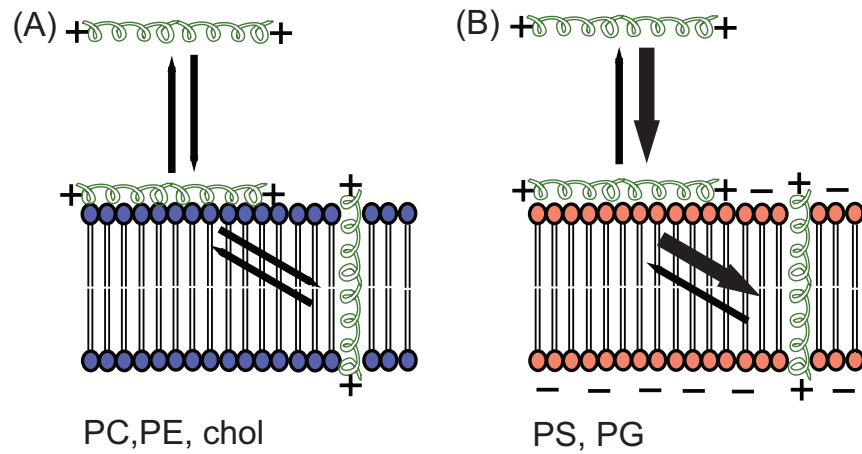 (A)
+ +
(B)
+ +
+ + +
+ + – + –
+
– – – – – + –
PC,PE, chol
PS, PG